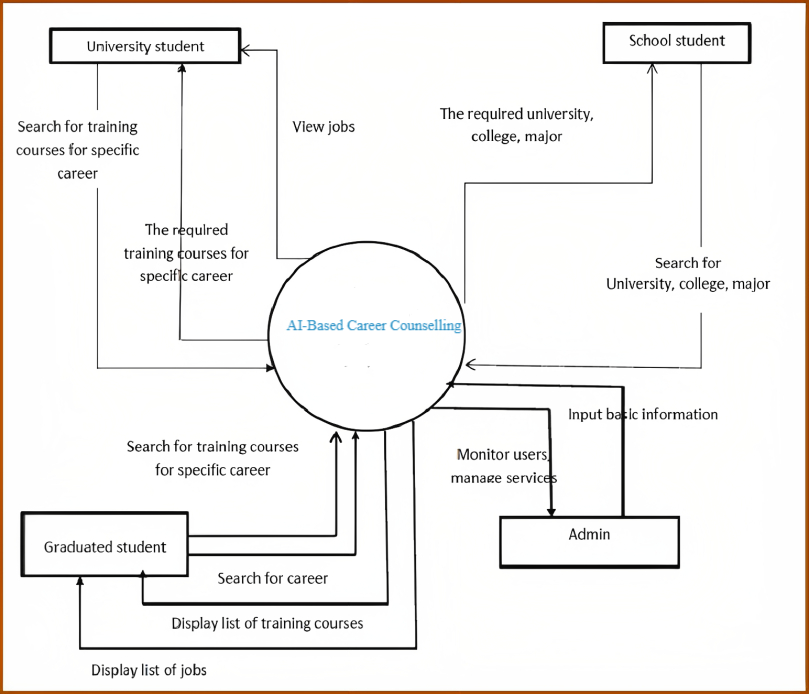 University student
School student
Search for training
courses for specific
career
View jobs
The required university,
college, major
The required
training courses for
specific career
Search for
University, college, major
AI-Based Career Counselling
Input basic information
Search for training courses
for specific career
Monitor users,
manage services
Graduated student
Admin
Search for career
Display list of training courses
Display list of jobs